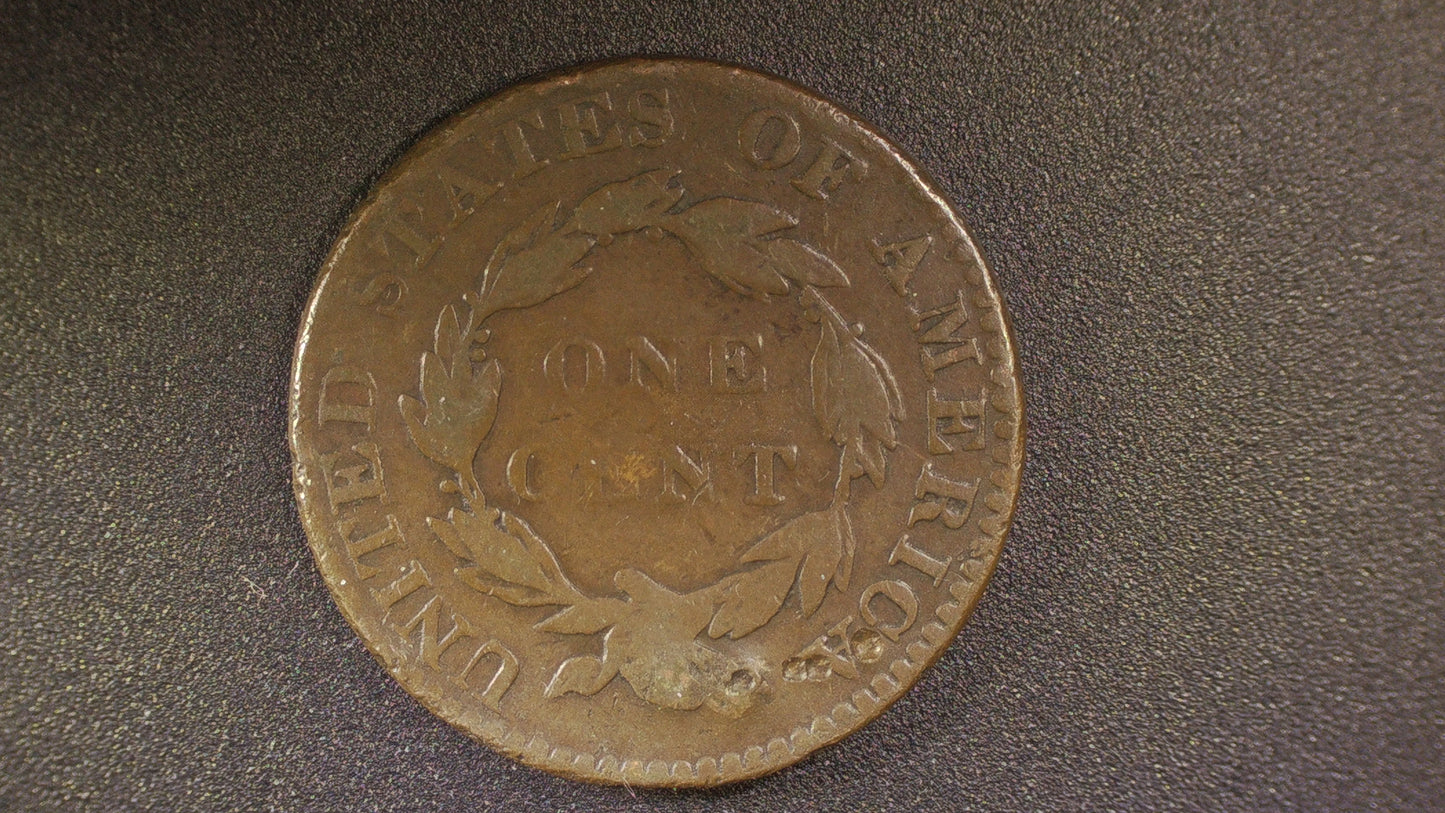 UNITED STATES OF AMERICA
ONE
CENT